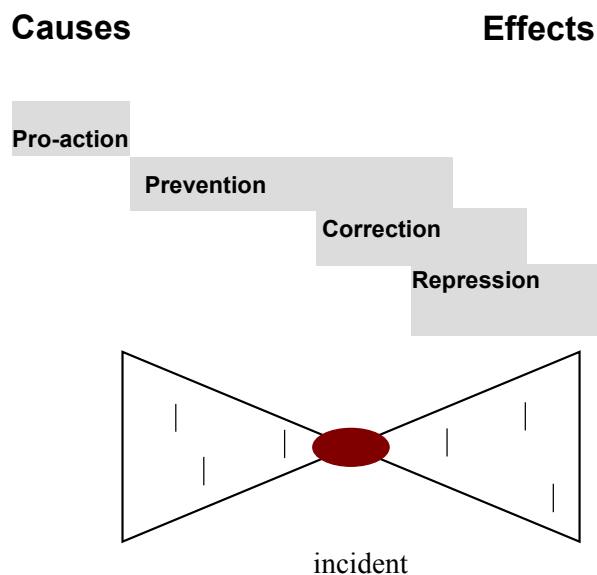 Causes
Effects
Pro-action
Prevention
Correction
Repression
incident